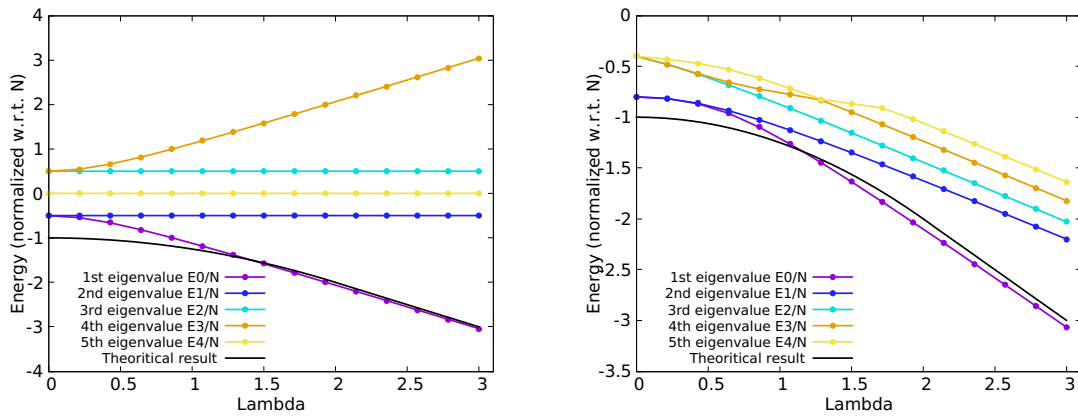 4
3
2
1
0
-1
-2
-3
-4
Energy (normalized w.r.t. N)
0 0.5 1 1.5 2 2.5 3
Lambda
1st eigenvalue E0/N
2nd eigenvalue E1/N
3rd eigenvalue E2/N
4th eigenvalue E3/N
5th eigenvalue E4/N
Theoritical result
0
-0.5
-1
-1.5
-2
-2.5
-3
-3.5
Energy (normalized w.r.t. N)
0 0.5 1 1.5 2 2.5 3
Lambda
1st eigenvalue E0/N
2nd eigenvalue E1/N
3rd eigenvalue E2/N
4th eigenvalue E3/N
5th eigenvalue E4/N
Theoritical result